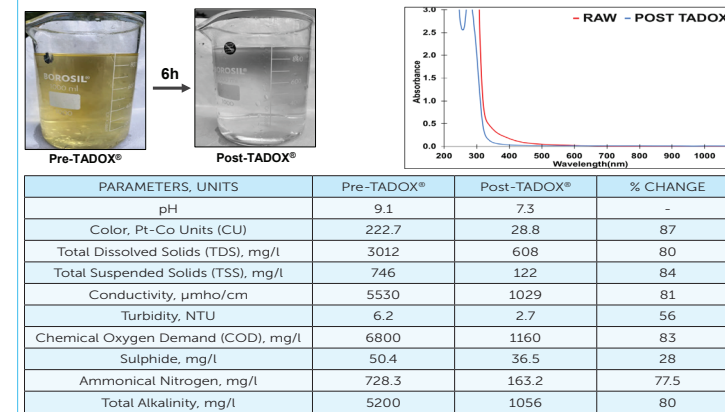 BOROSIL®
6h
Pre-TADOX®
Post-TADOX®
RAW
POST TADOX
Absorbance
3.0
2.5
2.0
1.5
1.0
0.5
0.0
200 300 400 500 600 700 800 900 1000
Wavelength(nm)
PARAMETERS, UNITS Pre-TADOX® Post-TADOX® % CHANGE
pH 9.1 7.3 -
Color, Pt-Co Units (CU) 222.7 28.8 87
Total Dissolved Solids (TDS), mg/l 3012 608 80
Total Suspended Solids (TSS), mg/l 746 122 84
Conductivity, µmho/cm 5530 1029 81
Turbidity, NTU 6.2 2.7 56
Chemical Oxygen Demand (COD), mg/l 6800 1160 83
Sulphide, mg/l 50.4 36.5 28
Ammonical Nitrogen, mg/l 728.3 163.2 77.5
Total Alkalinity, mg/l 5200 1056 80